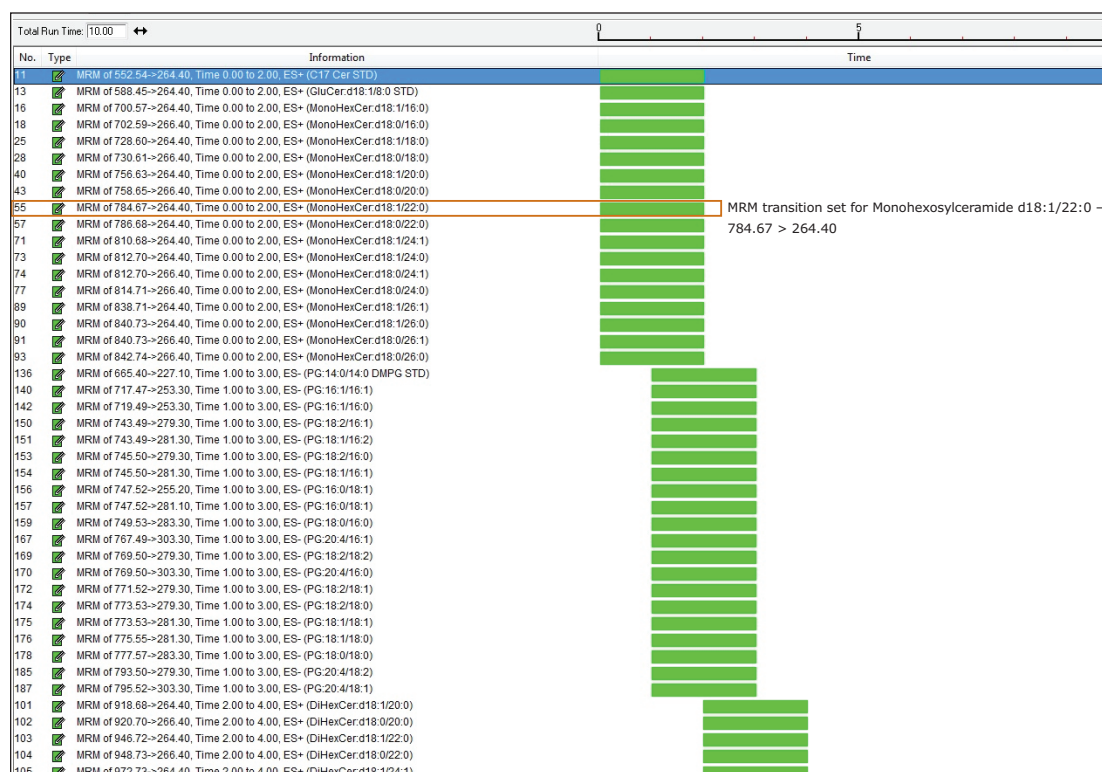 Total Run Time: 10.00
0 5
No. Type Information Time
11 MRM of 552.54->264.40, Time 0.00 to 2.00, ES+ (C17 Cer STD)
13 MRM of 588.45->264.40, Time 0.00 to 2.00, ES+ (GluCer:d18:1/8:0 STD)
16 MRM of 700.57->264.40, Time 0.00 to 2.00, ES+ (MonoHexCer:d18:1/16:0)
18 MRM of 702.59->266.40, Time 0.00 to 2.00, ES+ (MonoHexCer:d18:0/16:0)
25 MRM of 728.60->264.40, Time 0.00 to 2.00, ES+ (MonoHexCer:d18:1/18:0)
28 MRM of 730.61->266.40, Time 0.00 to 2.00, ES+ (MonoHexCer:d18:0/18:0)
40 MRM of 756.63->264.40, Time 0.00 to 2.00, ES+ (MonoHexCer:d18:1/20:0)
43 MRM of 758.65->266.40, Time 0.00 to 2.00, ES+ (MonoHexCer:d18:0/20:0)
55 MRM of 784.67->264.40, Time 0.00 to 2.00, ES+ (MonoHexCer:d18:1/22:0) MRM transition set for Monohexosylceramide d18:1/22:0 –
57 MRM of 786.68->266.40, Time 0.00 to 2.00, ES+ (MonoHexCer:d18:0/22:0) 784.67 > 264.40
71 MRM of 810.68->264.40, Time 0.00 to 2.00, ES+ (MonoHexCer:d18:1/24:1)
73 MRM of 812.70->264.40, Time 0.00 to 2.00, ES+ (MonoHexCer:d18:1/24:0)
74 MRM of 812.70->266.40, Time 0.00 to 2.00, ES+ (MonoHexCer:d18:0/24:1)
77 MRM of 814.71->266.40, Time 0.00 to 2.00, ES+ (MonoHexCer:d18:0/24:0)
89 MRM of 838.71->264.40, Time 0.00 to 2.00, ES+ (MonoHexCer:d18:1/26:1)
90 MRM of 840.73->264.40, Time 0.00 to 2.00, ES+ (MonoHexCer:d18:1/26:0)
91 MRM of 840.73->266.40, Time 0.00 to 2.00, ES+ (MonoHexCer:d18:0/26:1)
93 MRM of 842.74->266.40, Time 0.00 to 2.00, ES+ (MonoHexCer:d18:0/26:0)
136 MRM of 665.40->227.10, Time 1.00 to 3.00, ES- (PG:14:0/14:0 DMPG STD)
140 MRM of 717.47->253.30, Time 1.00 to 3.00, ES- (PG:16:1/16:1)
142 MRM of 719.49->253.30, Time 1.00 to 3.00, ES- (PG:16:1/16:0)
150 MRM of 743.49->279.30, Time 1.00 to 3.00, ES- (PG:18:2/16:1)
151 MRM of 743.49->281.30, Time 1.00 to 3.00, ES- (PG:18:1/16:2)
153 MRM of 745.50->279.30, Time 1.00 to 3.00, ES- (PG:18:2/16:0)
154 MRM of 745.50->281.30, Time 1.00 to 3.00, ES- (PG:18:1/16:1)
156 MRM of 747.52->255.20, Time 1.00 to 3.00, ES- (PG:16:0/18:1)
157 MRM of 747.52->281.10, Time 1.00 to 3.00, ES- (PG:16:0/18:1)
159 MRM of 749.53->283.30, Time 1.00 to 3.00, ES- (PG:18:0/16:0)
167 MRM of 767.49->303.30, Time 1.00 to 3.00, ES- (PG:20:4/16:1)
169 MRM of 769.50->279.30, Time 1.00 to 3.00, ES- (PG:18:2/18:2)
170 MRM of 769.50->303.30, Time 1.00 to 3.00, ES- (PG:20:4/16:0)
172 MRM of 771.52->279.30, Time 1.00 to 3.00, ES- (PG:18:2/18:1)
174 MRM of 773.53->279.30, Time 1.00 to 3.00, ES- (PG:18:2/18:0)
175 MRM of 773.53->281.30, Time 1.00 to 3.00, ES- (PG:18:1/18:1)
176 MRM of 775.55->281.30, Time 1.00 to 3.00, ES- (PG:18:1/18:0)
178 MRM of 777.57->283.30, Time 1.00 to 3.00, ES- (PG:18:0/18:0)
185 MRM of 793.50->279.30, Time 1.00 to 3.00, ES- (PG:20:4/18:2)
187 MRM of 795.52->303.30, Time 1.00 to 3.00, ES- (PG:20:4/18:1)
101 MRM of 918.68->264.40, Time 2.00 to 4.00, ES+ (DiHexCer:d18:1/20:0)
102 MRM of 920.70->266.40, Time 2.00 to 4.00, ES+ (DiHexCer:d18:0/20:0)
103 MRM of 946.72->264.40, Time 2.00 to 4.00, ES+ (DiHexCer:d18:1/22:0)
104 MRM of 948.73->266.40, Time 2.00 to 4.00, ES+ (DiHexCer:d18:0/22:0)
105 MRM of 972.73->264.40, Time 2.00 to 4.00, ES+ (DiHexCer:d18:1/24:1)